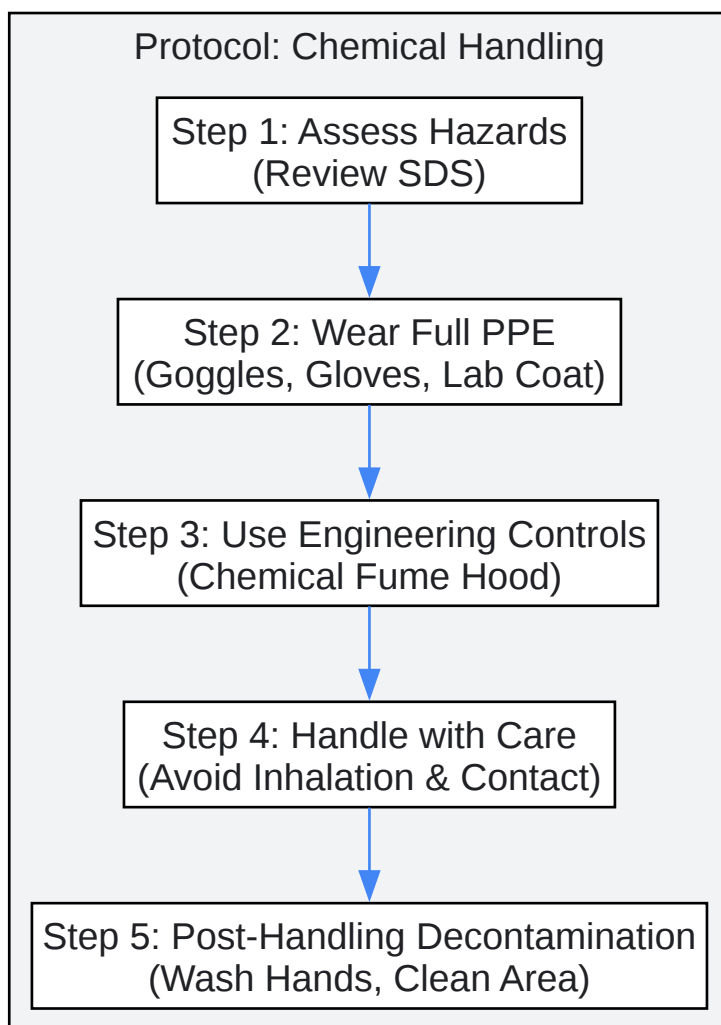 Protocol: Chemical Handling
Step 1: Assess Hazards
(Review SDS)
Step 2: Wear Full PPE
(Goggles, Gloves, Lab Coat)
Step 3: Use Engineering Controls
(Chemical Fume Hood)
Step 4: Handle with Care
(Avoid Inhalation & Contact)
Step 5: Post-Handling Decontamination
(Wash Hands, Clean Area)